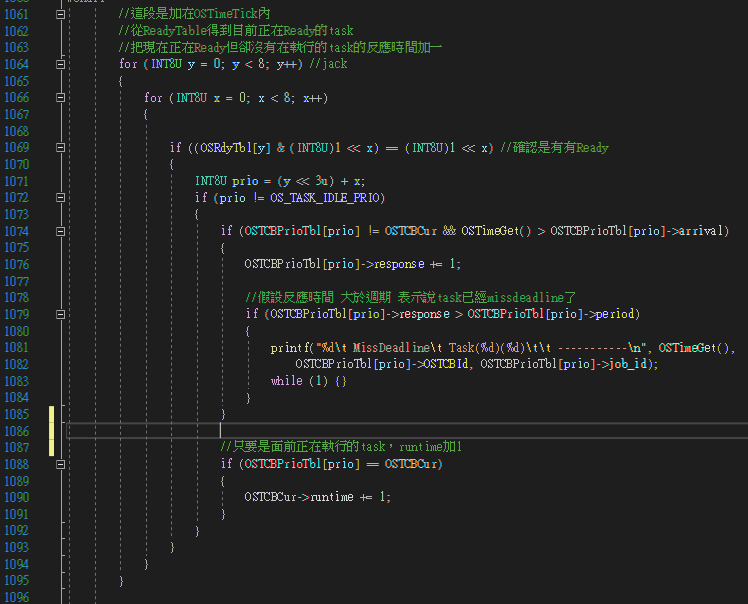 1061 //這段是加在OSTimeTick內
1062 //從ReadyTable得到目前正在Ready的task
1063 //把現在正在Ready但卻沒有在執行的task的反應時間加一
1064 for (INT8U y = 0; y < 8; y++) //jack
1065 {
1066 for (INT8U x = 0; x < 8; x++)
1067 {
1068
1069 if ((OSRdyTbl[y] & (INT8U)1 << x) == (INT8U)1 << x) //確認是有有Ready
1070 {
1071 INT8U prio = (y << 3u) + x;
1072 if (prio != OS_TASK_IDLE_PRIO)
1073 {
1074 if (OSTCBPrioTbl[prio] != OSTCBCur && OSTimeGet() > OSTCBPrioTbl[prio]->arrival)
1075 {
1076 OSTCBPrioTbl[prio]->response += 1;
1077
1078 //假設反應時間 大於週期 表示說task已經missdeadline了
1079 if (OSTCBPrioTbl[prio]->response > OSTCBPrioTbl[prio]->period)
1080 {
1081 printf("%d\t MissDeadline\t Task(%d)(%d)\t\t -----------\n", OSTimeGet(),
1082 OSTCBPrioTbl[prio]->OSTCBId, OSTCBPrioTbl[prio]->job_id);
1083 while (1) {}
1084 }
1085 }
1086
1087 //只要是面前正在執行的task，runtime加1
1088 if (OSTCBPrioTbl[prio] == OSTCBCur)
1089 {
1090 OSTCBCur->runtime += 1;
1091 }
1092 }
1093 }
1094 }
1095 }
1096